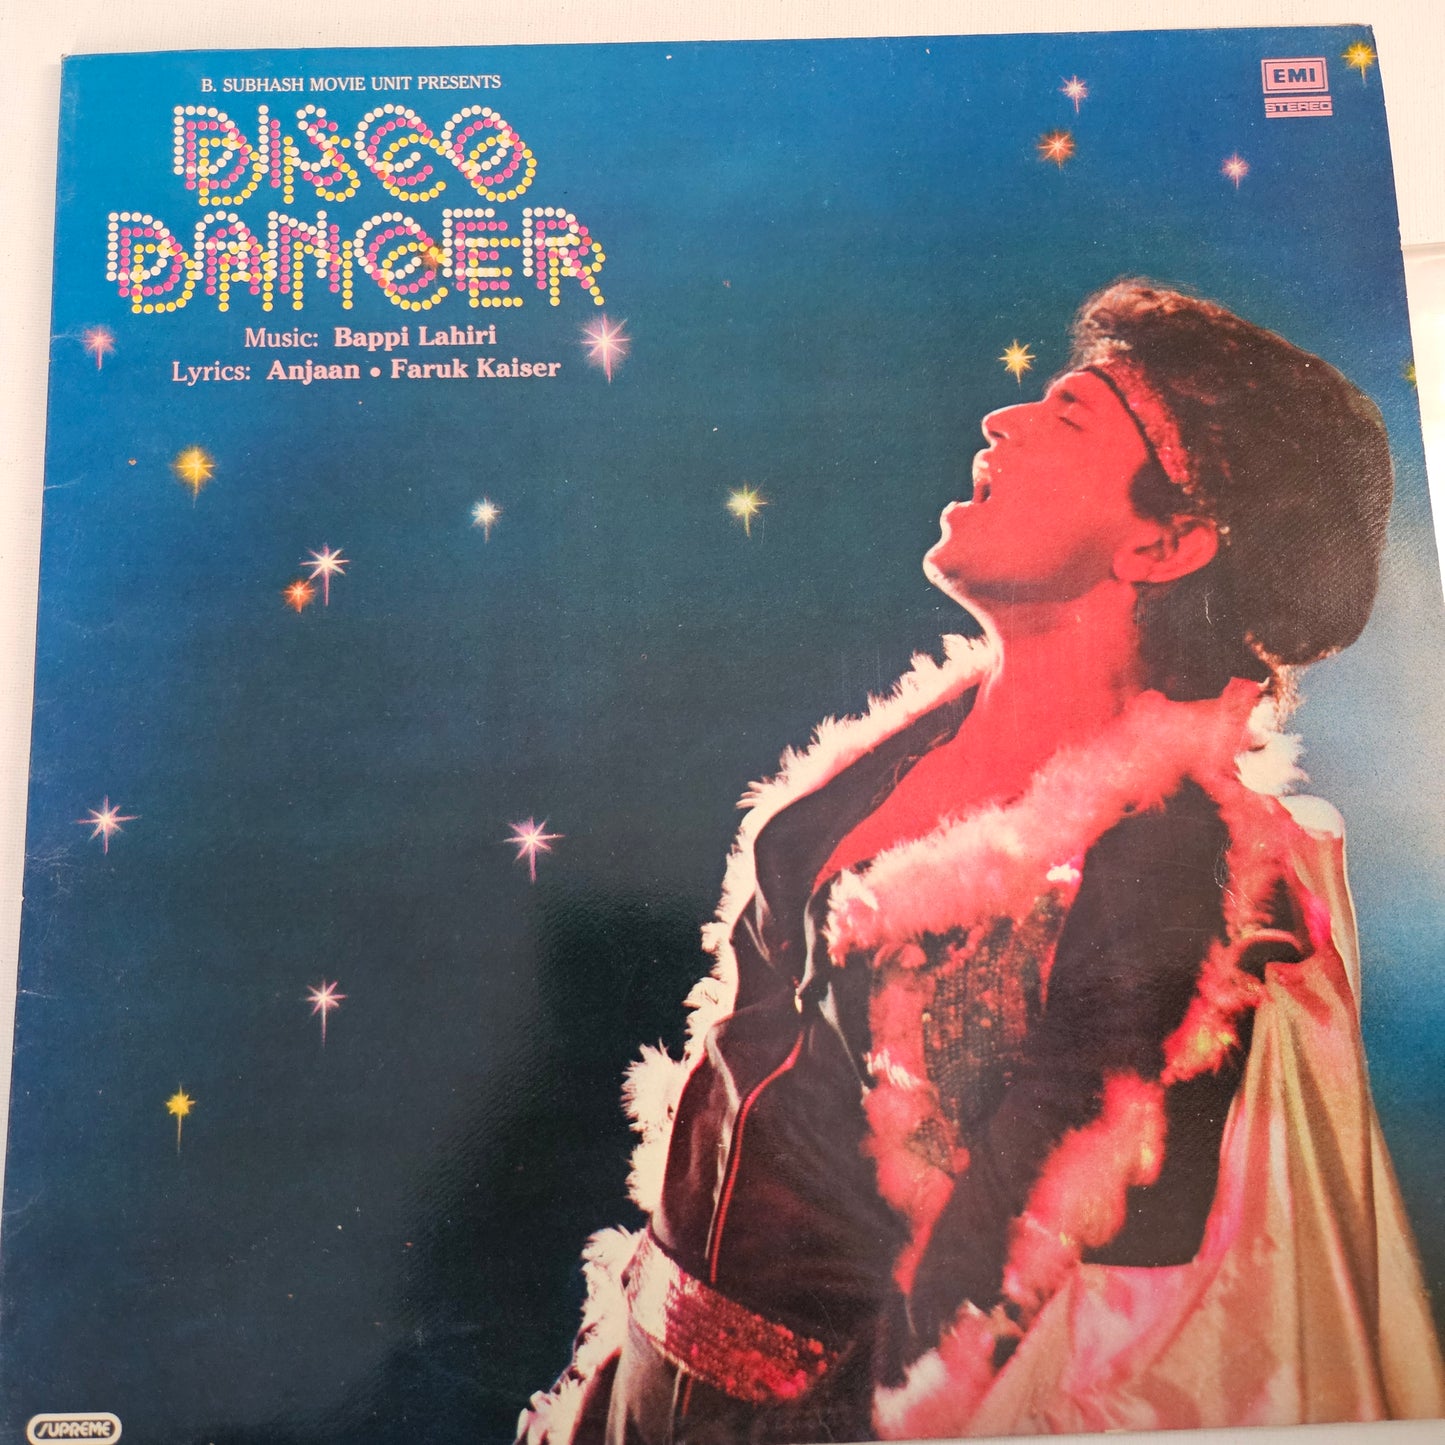 B. SUBHASH MOVIE UNIT PRESENTS
DISCO
DANCER
Music: Bappi Lahiri
Lyrics: Anjaan • Faruk Kaiser
EMI
STEREO
SUPREME